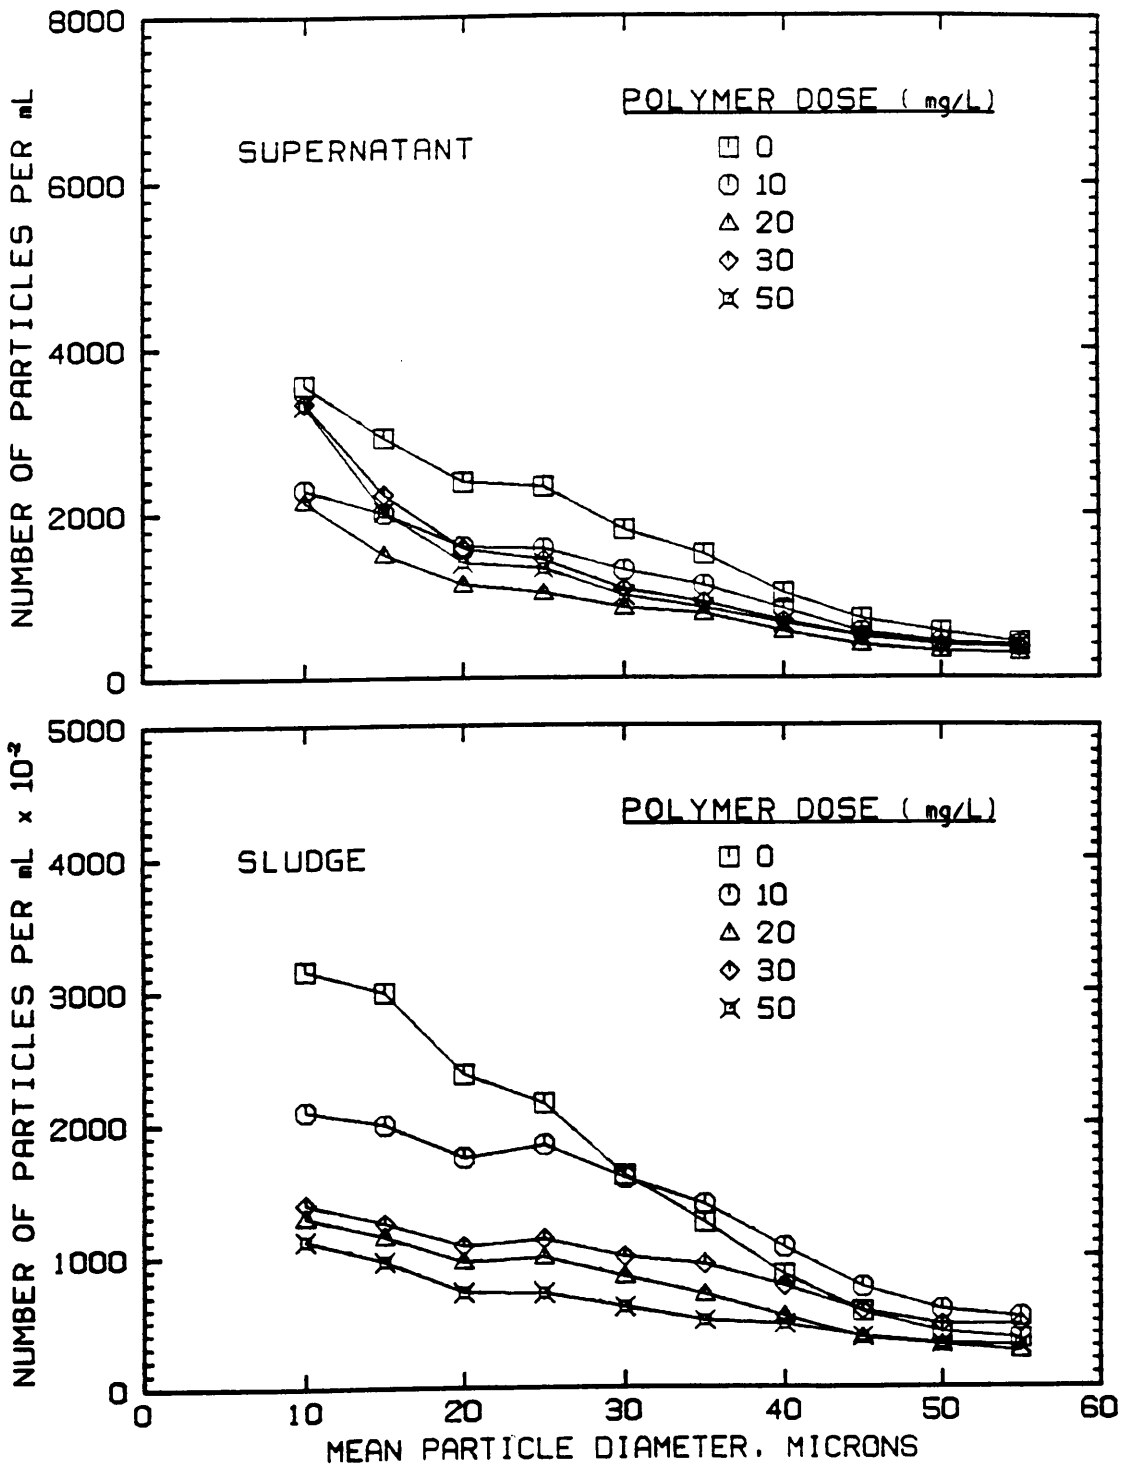 8000
6000
4000
2000
0
NUMBER OF PARTICLES PER mL
SUPERNATANT
POLYMER DOSE ( mg/L)
0
10
20
30
50
5000
4000
3000
2000
1000
0
NUMBER OF PARTICLES PER mL x 10⁻²
SLUDGE
POLYMER DOSE ( mg/L)
0
10
20
30
50
0 10 20 30 40 50 60
MEAN PARTICLE DIAMETER, MICRONS